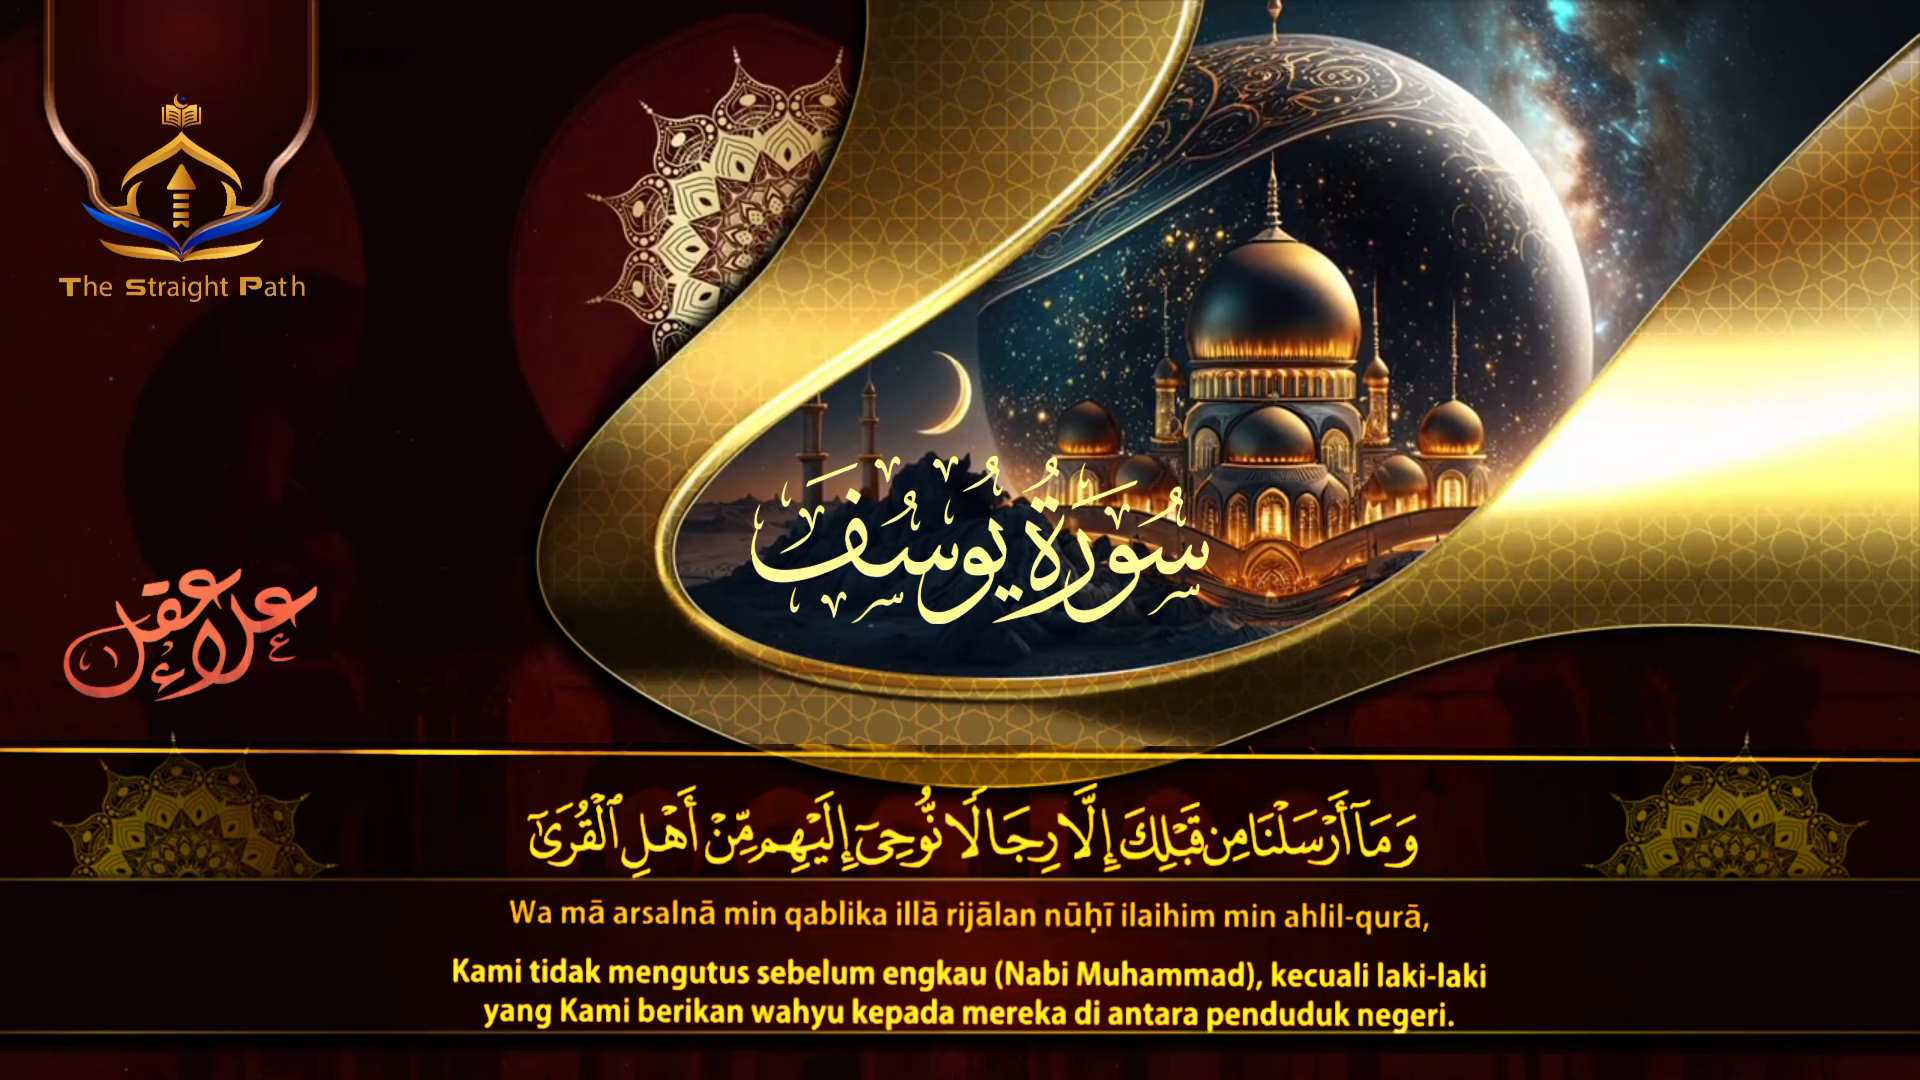 The Straight Path
سُورَةُ يُوسُفَ
علاء عقل
وَمَآ أَرْسَلْنَا مِن قَبْلِكَ إِلَّا رِجَالًا نُّوحِىٓ إِلَيْهِم مِّنْ أَهْلِ ٱلْقُرَىٰٓ
Wa mā arsalnā min qablika illā rijālan nūḥī ilaihim min ahlil-qurā,
Kami tidak mengutus sebelum engkau (Nabi Muhammad), kecuali laki-laki
yang Kami berikan wahyu kepada mereka di antara penduduk negeri.